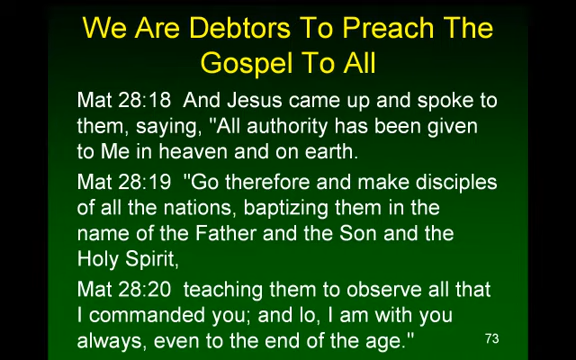 We Are Debtors To Preach The
Gospel To All
Mat 28:18 And Jesus came up and spoke to
them, saying, "All authority has been given
to Me in heaven and on earth.
Mat 28:19 "Go therefore and make disciples
of all the nations, baptizing them in the
name of the Father and the Son and the
Holy Spirit,
Mat 28:20 teaching them to observe all that
I commanded you; and lo, I am with you
always, even to the end of the age."
73